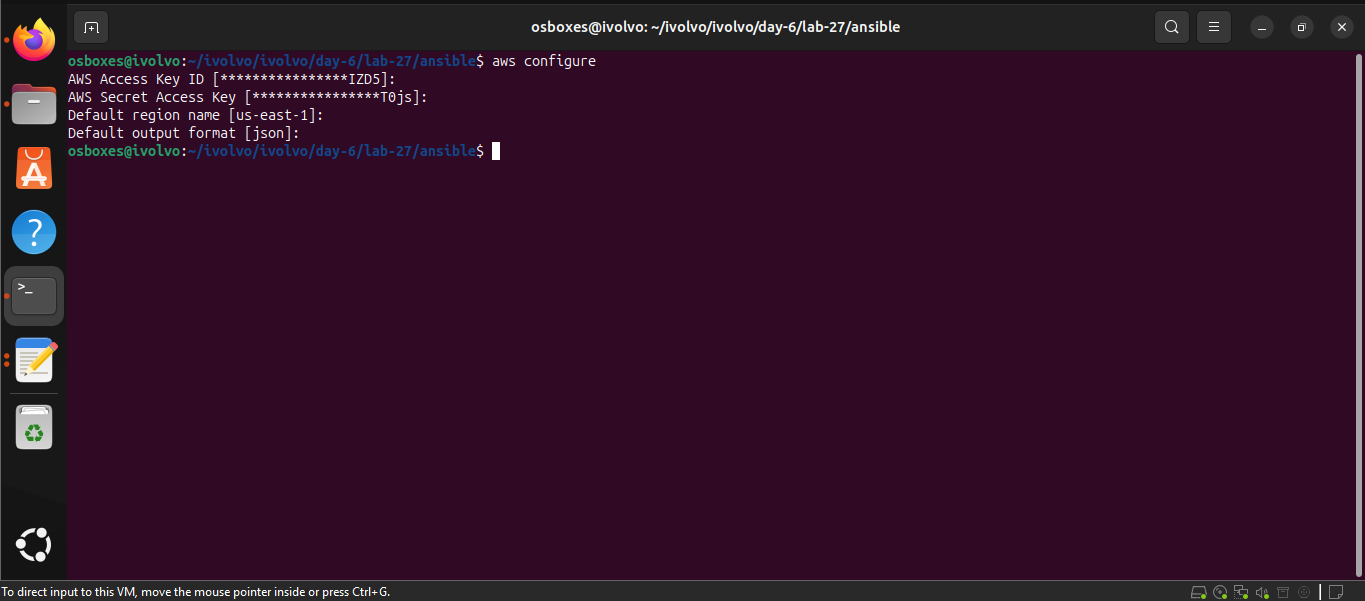 osboxes@ivolvo: ~/ivolvo/ivolvo/day-6/lab-27/ansible
osboxes@ivolvo:~/ivolvo/ivolvo/day-6/lab-27/ansible$ aws configure
AWS Access Key ID [****************IZD5]:
AWS Secret Access Key [****************T0js]:
Default region name [us-east-1]:
Default output format [json]:
osboxes@ivolvo:~/ivolvo/ivolvo/day-6/lab-27/ansible$
To direct input to this VM, move the mouse pointer inside or press Ctrl+G.